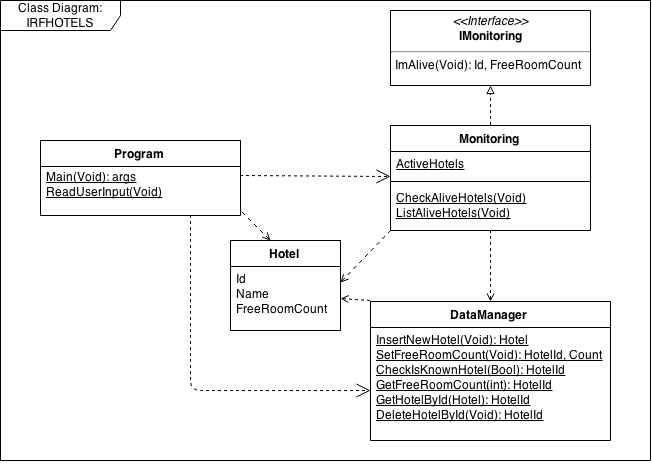 Class Diagram:
IRFHOTELS
<<Interface>>
IMonitoring
ImAlive(Void): Id, FreeRoomCount
Program
Main(Void): args
ReadUserInput(Void)
Monitoring
ActiveHotels
CheckAliveHotels(Void)
ListAliveHotels(Void)
Hotel
Id
Name
FreeRoomCount
DataManager
InsertNewHotel(Void): Hotel
SetFreeRoomCount(Void): HotelId, Count
CheckIsKnownHotel(Bool): HotelId
GetFreeRoomCount(int): HotelId
GetHotelById(Hotel): HotelId
DeleteHotelById(Void): HotelId